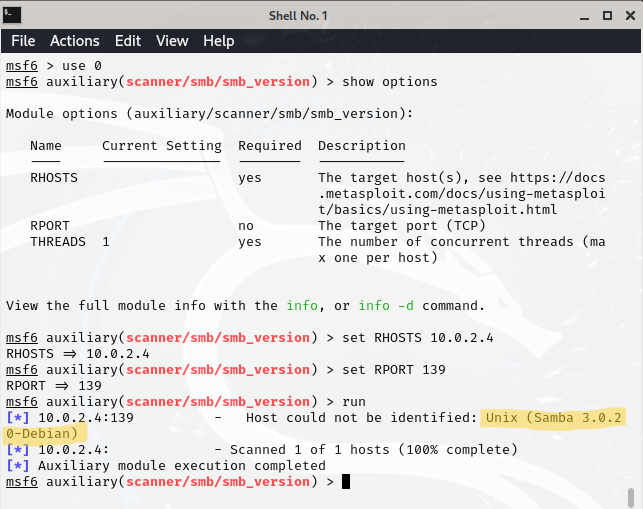 Shell No. 1
File Actions Edit View Help
msf6 > use 0
msf6 auxiliary(scanner/smb/smb_version) > show options
Module options (auxiliary/scanner/smb/smb_version):
Name Current Setting Required Description
---- --------------- -------- -----------
RHOSTS yes The target host(s), see https://docs
.metasploit.com/docs/using-metasploi
t/basics/using-metasploit.html
RPORT no The target port (TCP)
THREADS 1 yes The number of concurrent threads (ma
x one per host)
View the full module info with the info, or info -d command.
msf6 auxiliary(scanner/smb/smb_version) > set RHOSTS 10.0.2.4
RHOSTS => 10.0.2.4
msf6 auxiliary(scanner/smb/smb_version) > set RPORT 139
RPORT => 139
msf6 auxiliary(scanner/smb/smb_version) > run
[*] 10.0.2.4:139 - Host could not be identified: Unix (Samba 3.0.2
0-Debian)
[*] 10.0.2.4: - Scanned 1 of 1 hosts (100% complete)
[*] Auxiliary module execution completed
msf6 auxiliary(scanner/smb/smb_version) >